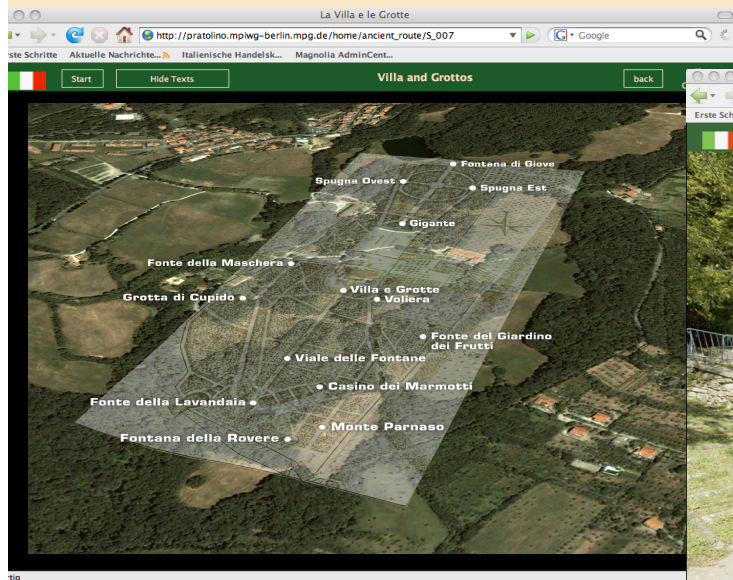 La Villa e le Grotte
http://pratolino.mpiwg-berlin.mpg.de/home/ancient_route/S_007
Google
rste Schritte Aktuelle Nachrichte... Italienische Handelsk... Magnolia AdminCent...
Start Hide Texts Villa and Grottos back
Erste Sch
Fontana di Giove
Spugna Ovest
Spugna Est
Gigante
Fonte della Maschera
Villa e Grotte
Grotta di Cupido
Voliera
Fonte del Giardino
dei Frutti
Viale delle Fontane
Casino dei Marmotti
Fonte della Lavandaia
Monte Parnaso
Fontana della Rovere
rtig